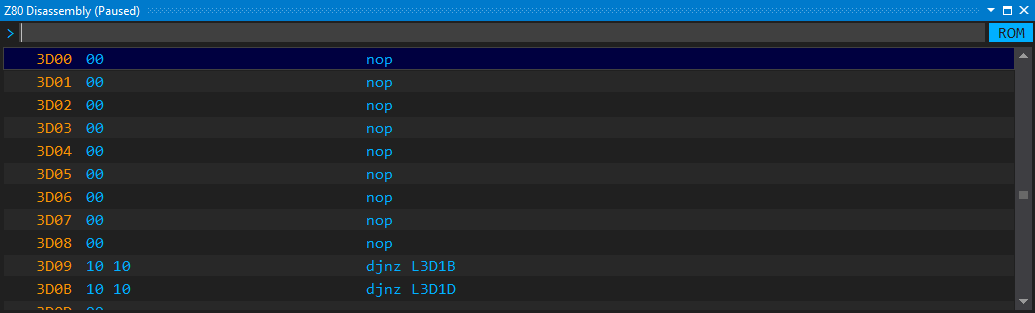 Z80 Disassembly (Paused)
> ROM
3D00 00 nop
3D01 00 nop
3D02 00 nop
3D03 00 nop
3D04 00 nop
3D05 00 nop
3D06 00 nop
3D07 00 nop
3D08 00 nop
3D09 10 10 djnz L3D1B
3D0B 10 10 djnz L3D1D